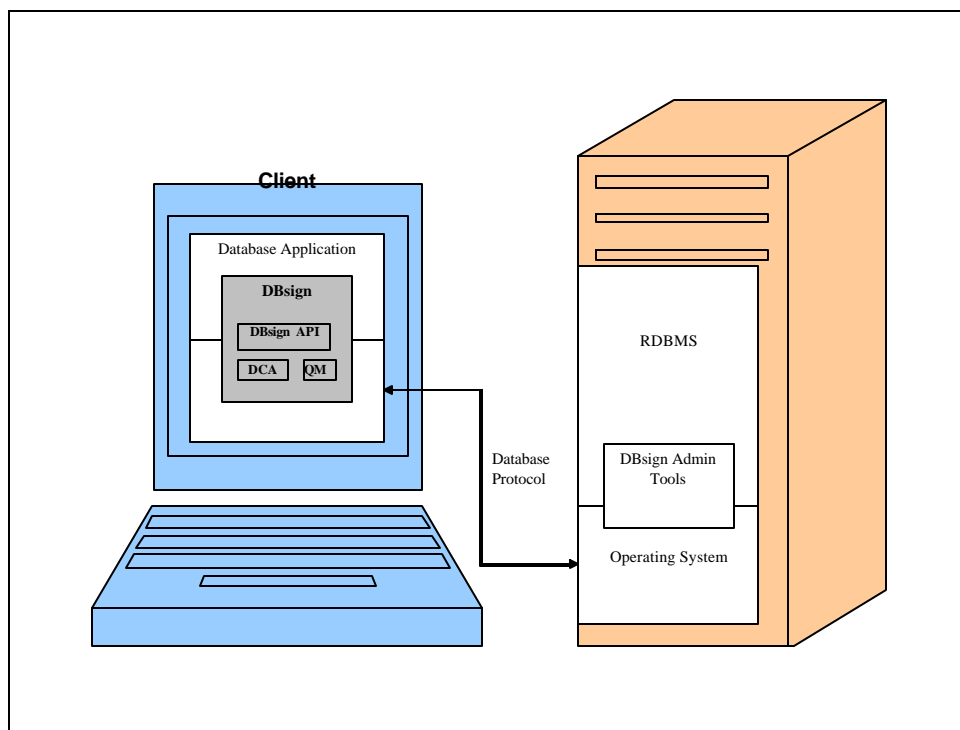 Client
Database Application
DBsign
DBsign API
DCA
QM
Database
Protocol
RDBMS
DBsign Admin
Tools
Operating System